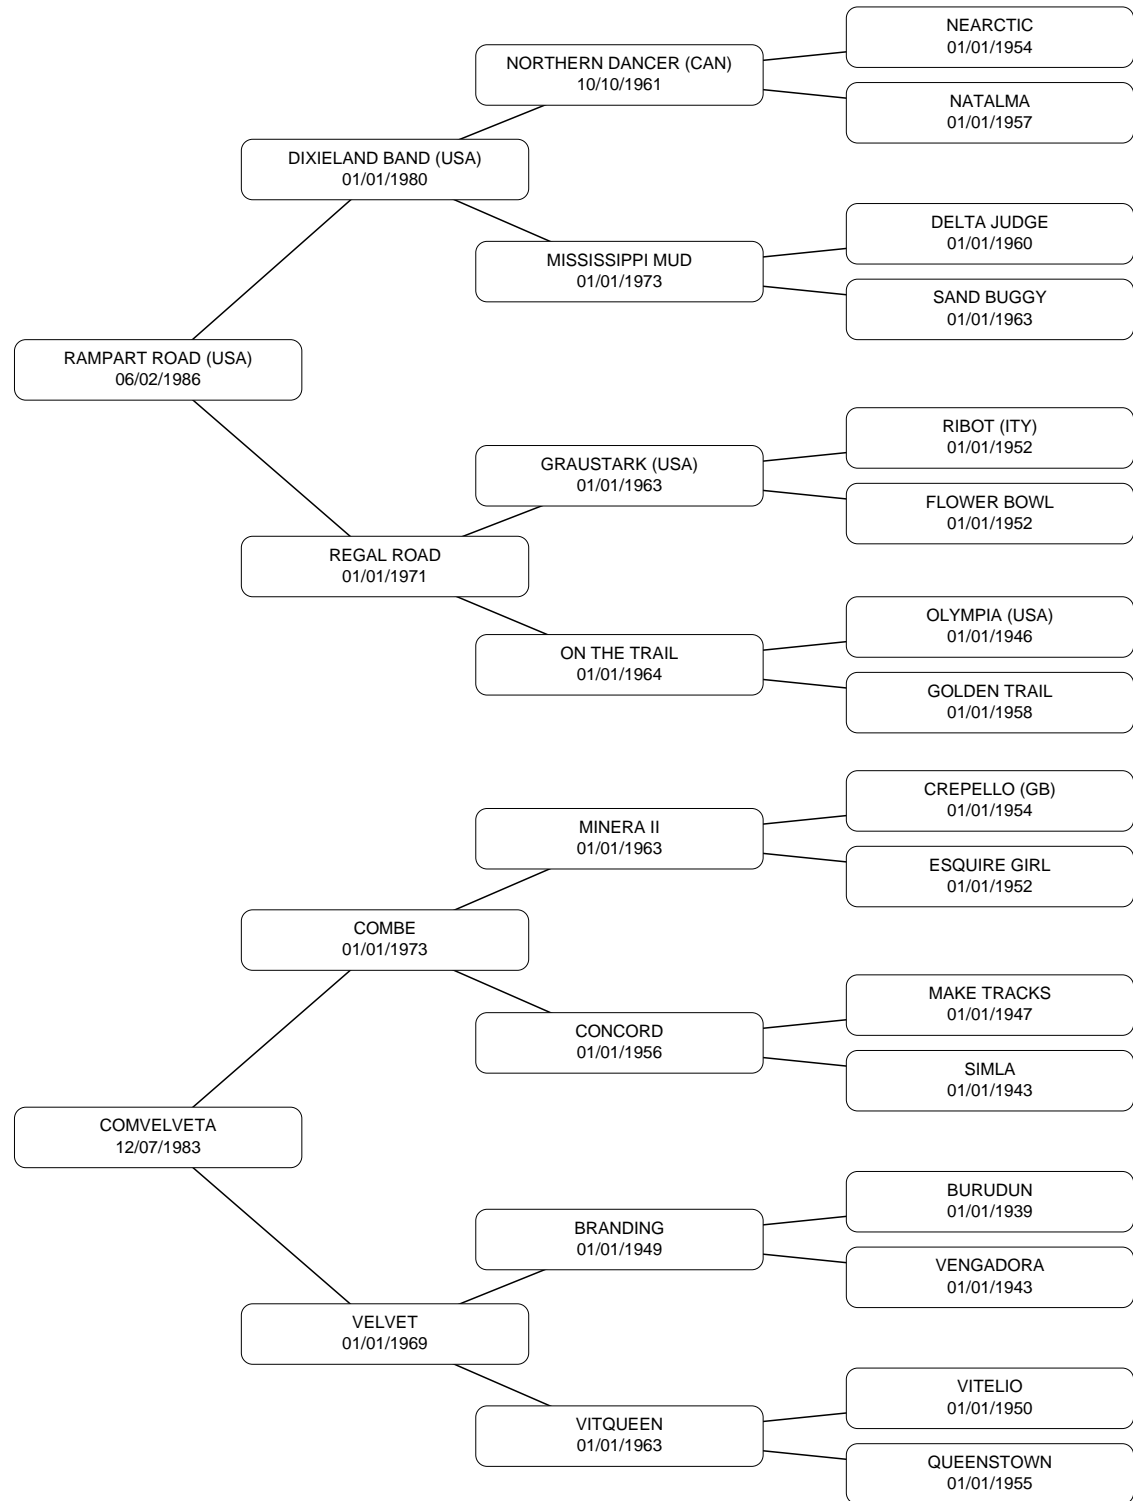 NEARCTIC
01/01/1954
NORTHERN DANCER (CAN)
10/10/1961
NATALMA
01/01/1957
DIXIELAND BAND (USA)
01/01/1980
DELTA JUDGE
01/01/1960
MISSISSIPPI MUD
01/01/1973
SAND BUGGY
01/01/1963
RAMPART ROAD (USA)
06/02/1986
RIBOT (ITY)
01/01/1952
GRAUSTARK (USA)
01/01/1963
FLOWER BOWL
01/01/1952
REGAL ROAD
01/01/1971
OLYMPIA (USA)
01/01/1946
ON THE TRAIL
01/01/1964
GOLDEN TRAIL
01/01/1958
CREPELLO (GB)
01/01/1954
MINERA II
01/01/1963
ESQUIRE GIRL
01/01/1952
COMBE
01/01/1973
MAKE TRACKS
01/01/1947
CONCORD
01/01/1956
SIMLA
01/01/1943
COMVELVETA
12/07/1983
BURUDUN
01/01/1939
BRANDING
01/01/1949
VENGADORA
01/01/1943
VELVET
01/01/1969
VITELIO
01/01/1950
VITQUEEN
01/01/1963
QUEENSTOWN
01/01/1955